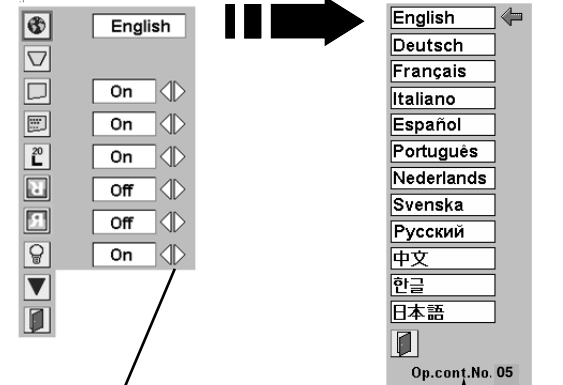 English
On
On
20
L
On
Off
Off
On
English
Deutsch
Français
Italiano
Español
Português
Nederlands
Svenska
Русский
中文
한글
日本語
Op.cont.No. 05